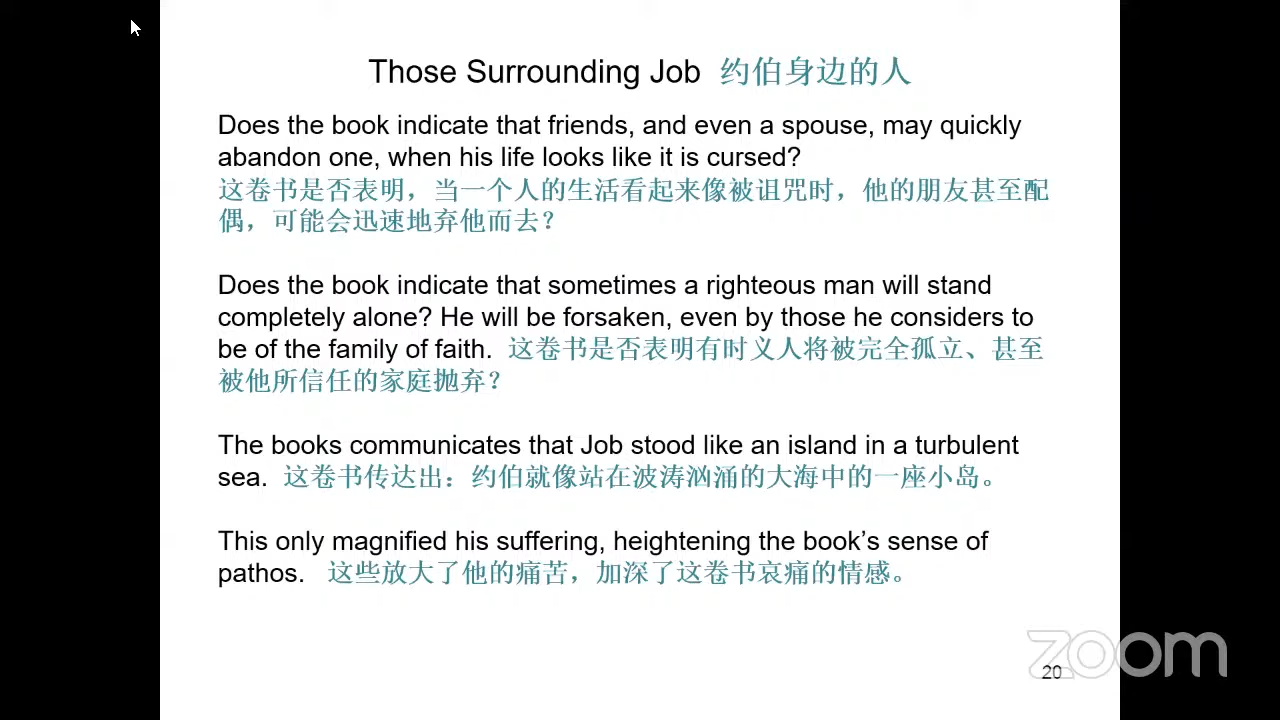 Those Surrounding Job 约伯身边的人
Does the book indicate that friends, and even a spouse, may quickly
abandon one, when his life looks like it is cursed?
这卷书是否表明，当一个人的生活看起来像被诅咒时，他的朋友甚至配
偶，可能会迅速地弃他而去？
Does the book indicate that sometimes a righteous man will stand
completely alone? He will be forsaken, even by those he considers to
be of the family of faith. 这卷书是否表明有时义人将被完全孤立、甚至
被他所信任的家庭抛弃？
The books communicates that Job stood like an island in a turbulent
sea. 这卷书传达出：约伯就像站在波涛汹涌的大海中的一座小岛。
This only magnified his suffering, heightening the book’s sense of
pathos. 这些放大了他的痛苦，加深了这卷书哀痛的情感。
zoom
20